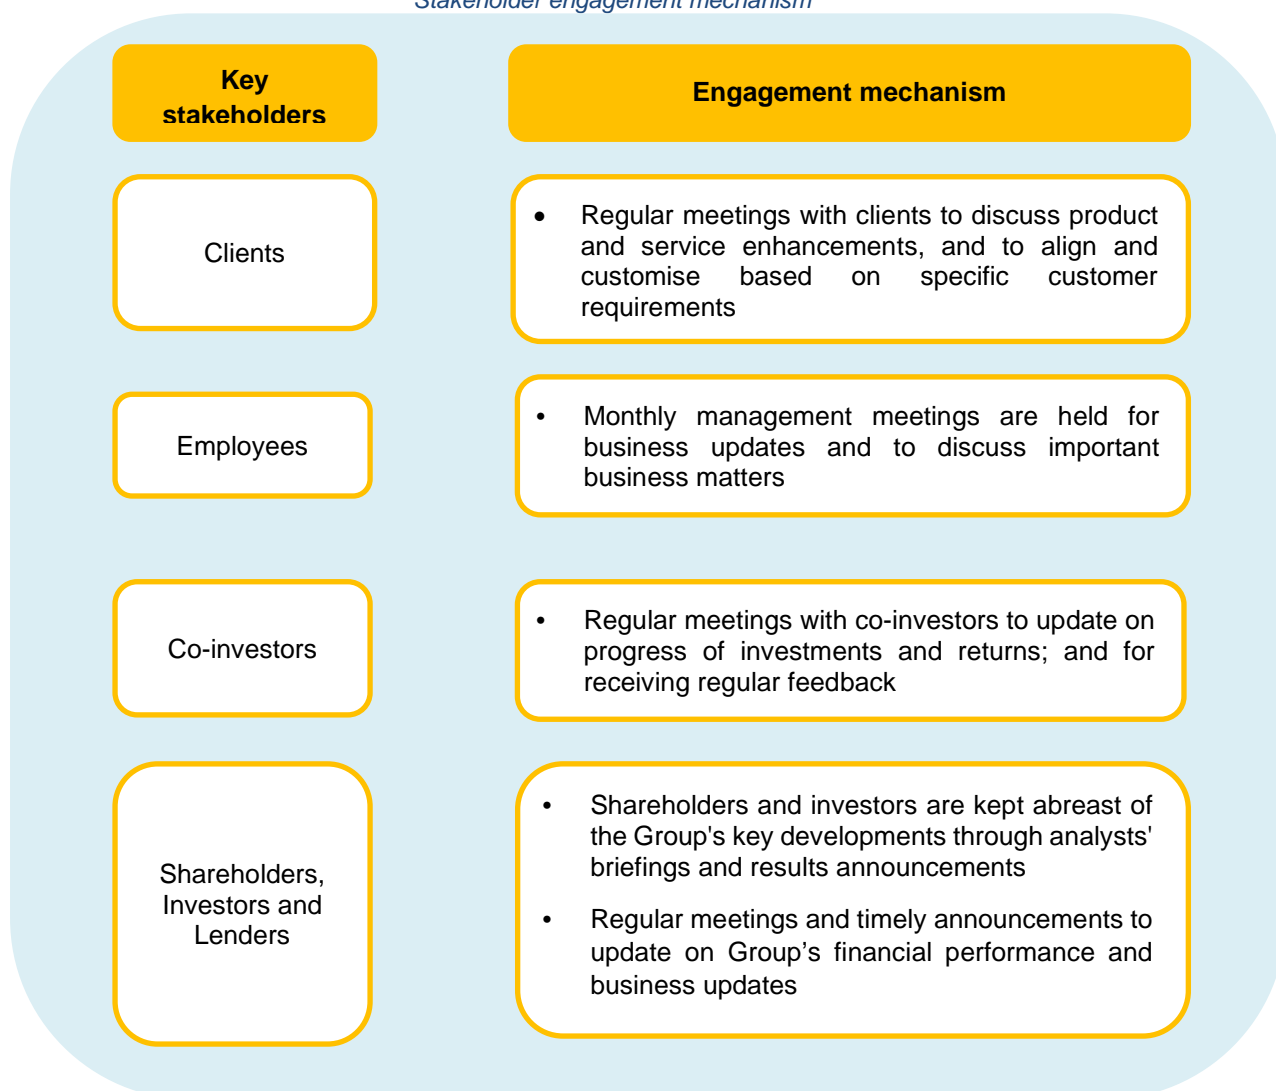 Stakeholder engagement mechanism
Key
stakeholders
Engagement mechanism
Clients
• Regular meetings with clients to discuss product
and service enhancements, and to align and
customise based on specific customer
requirements
Employees
• Monthly management meetings are held for
business updates and to discuss important
business matters
Co-investors
• Regular meetings with co-investors to update on
progress of investments and returns; and for
receiving regular feedback
Shareholders,
Investors and
Lenders
• Shareholders and investors are kept abreast of
the Group's key developments through analysts'
briefings and results announcements
• Regular meetings and timely announcements to
update on Group’s financial performance and
business updates